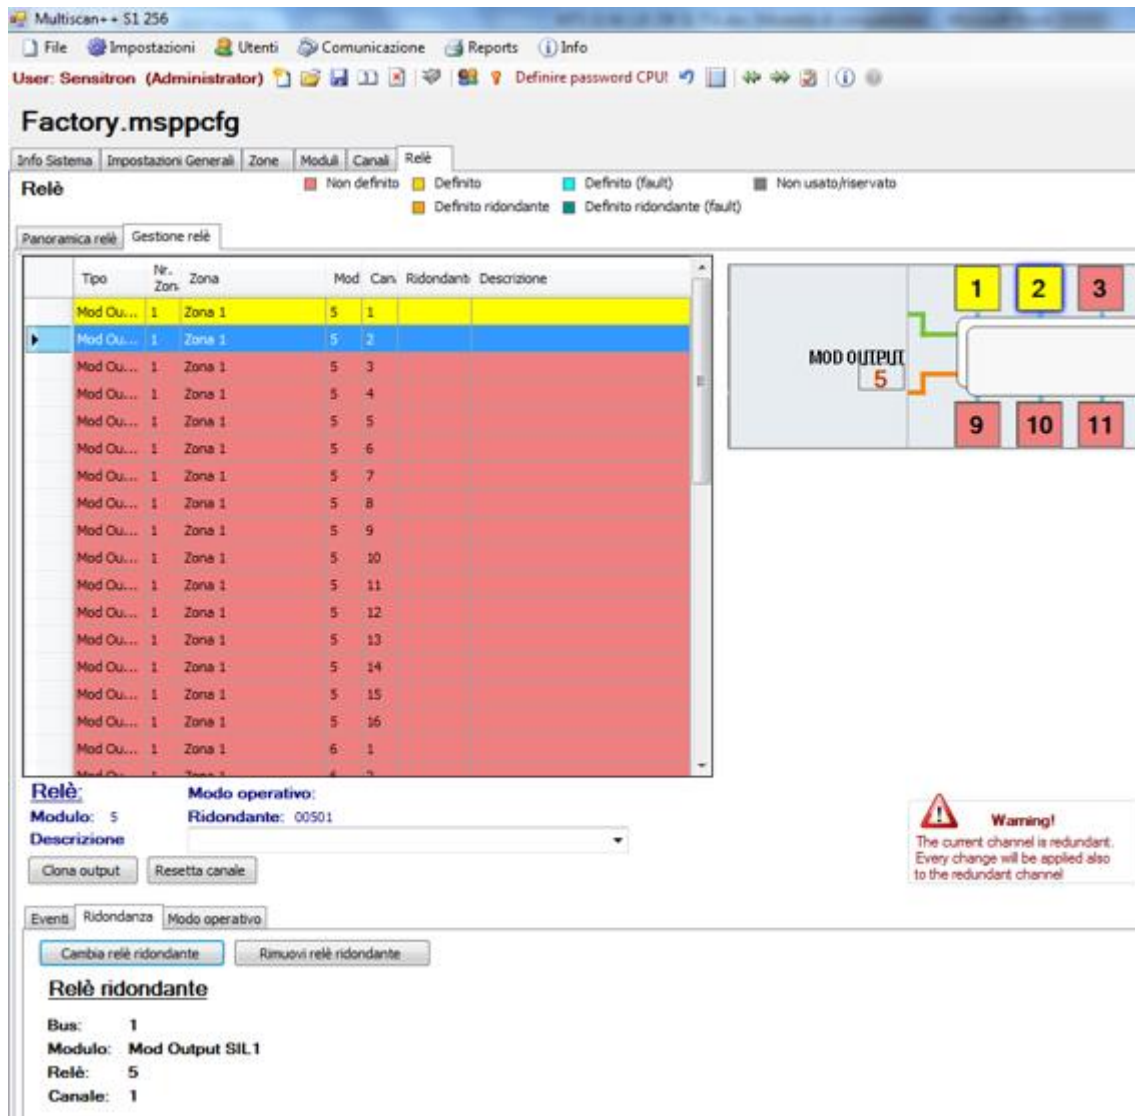 Multiscan++ S1 256
File Impostazioni Utenti Comunicazione Reports Info
User: Sensitron (Administrator) Definire password CPU!
Factory.msppcfg
Info Sistema Impostazioni Generali Zone Moduli Canali Relè
Relè Non definito Definito Definito (fault) Non usato/riservato
Definito ridondante Definito ridondante (fault)
Panoramica relè Gestione relè
Tipo Nr. Zon Zona Mod Can Ridondant Descrizione
Mod Ou... 1 Zona 1 5 1
Mod Ou... 1 Zona 1 5 2
Mod Ou... 1 Zona 1 5 3
Mod Ou... 1 Zona 1 5 4
Mod Ou... 1 Zona 1 5 5
Mod Ou... 1 Zona 1 5 6
Mod Ou... 1 Zona 1 5 7
Mod Ou... 1 Zona 1 5 8
Mod Ou... 1 Zona 1 5 9
Mod Ou... 1 Zona 1 5 10
Mod Ou... 1 Zona 1 5 11
Mod Ou... 1 Zona 1 5 12
Mod Ou... 1 Zona 1 5 13
Mod Ou... 1 Zona 1 5 14
Mod Ou... 1 Zona 1 5 15
Mod Ou... 1 Zona 1 5 16
Mod Ou... 1 Zona 1 6 1
1 2 3
MOD OUTPUT
5
9 10 11
Relè: Modo operativo:
Modulo: 5 Ridondante: 00501
Descrizione
Clona output Resetta canale
Warning!
The current channel is redundant.
Every change will be applied also
to the redundant channel
Eventi Ridondanza Modo operativo
Cambia relè ridondante Rimuovi relè ridondante
Relè ridondante
Bus: 1
Modulo: Mod Output SIL1
Relè: 5
Canale: 1